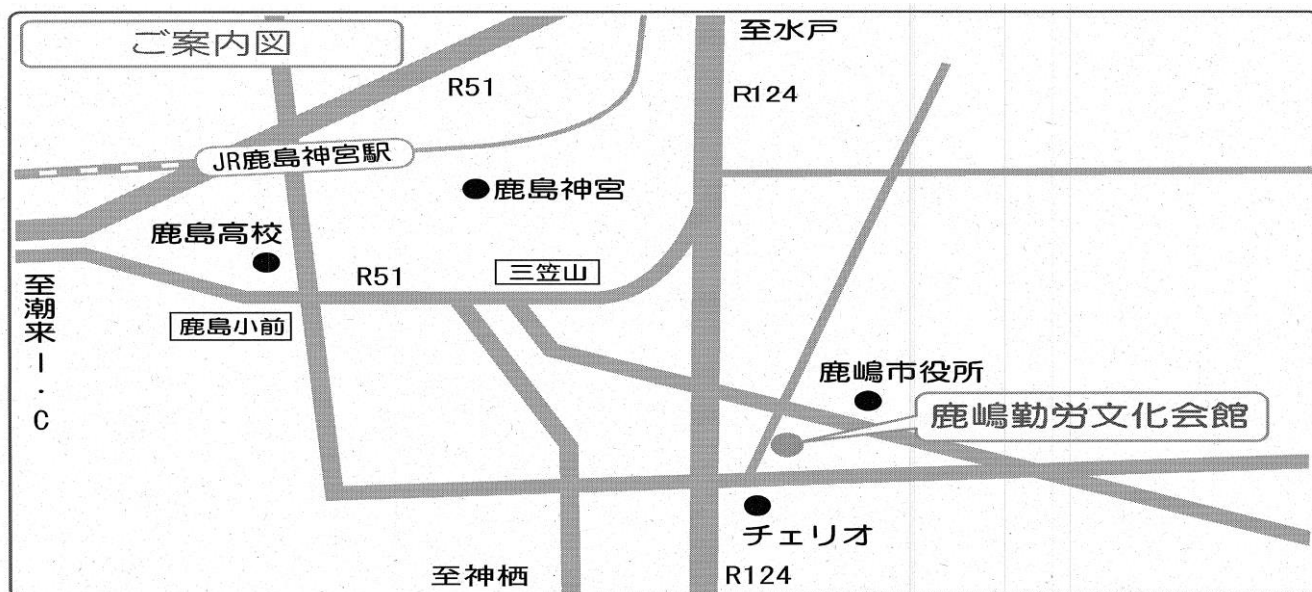 ご案内図
至水戸
R51
R124
JR鹿島神宮駅
鹿島神宮
鹿島高校
R51
三笠山
至潮来I・C
鹿島小前
鹿嶋市役所
鹿嶋勤労文化会館
チェリオ
至神栖
R124